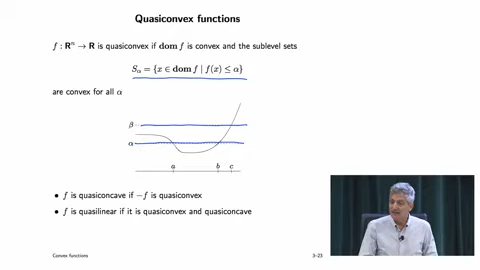 Quasiconvex functions
f : Rⁿ → R is quasiconvex if dom f is convex and the sublevel sets
Sα = {x ∈ dom f | f(x) ≤ α}
are convex for all α
β
α
a b c
• f is quasiconcave if −f is quasiconvex
• f is quasilinear if it is quasiconvex and quasiconcave
Convex functions 3–23